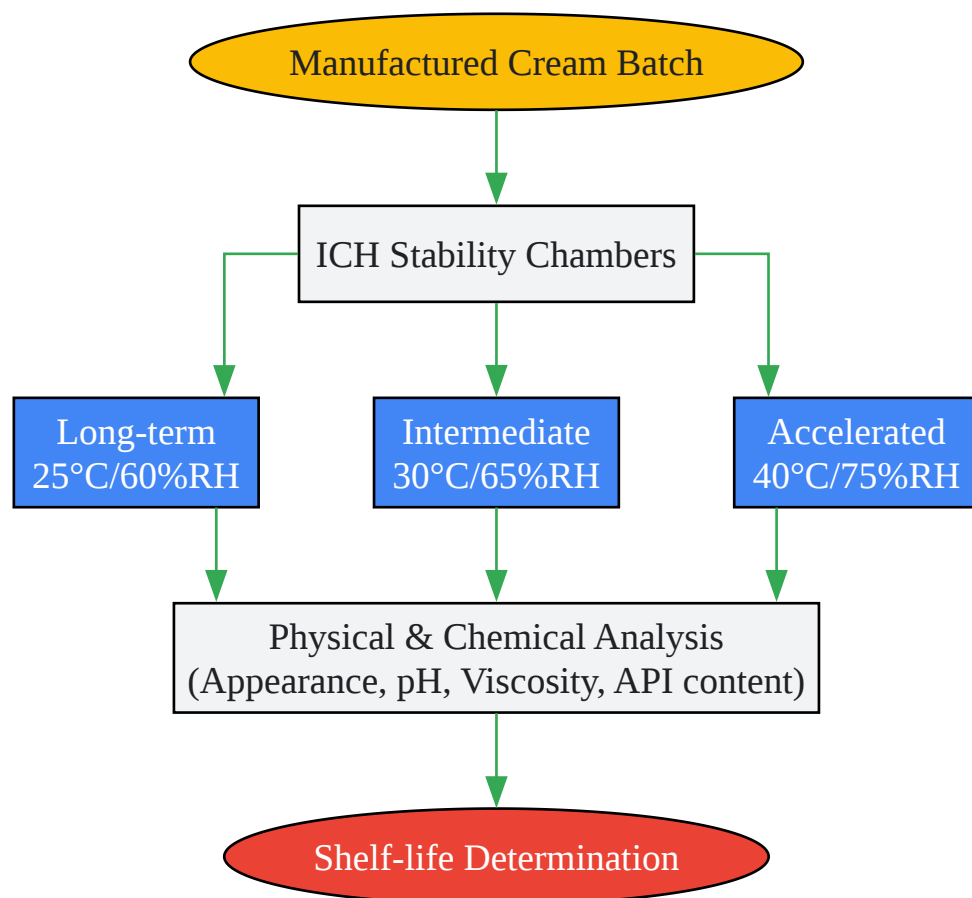 Manufactured Cream Batch
ICH Stability Chambers
Long-term
25°C/60%RH
Intermediate
30°C/65%RH
Accelerated
40°C/75%RH
Physical & Chemical Analysis
(Appearance, pH, Viscosity, API content)
Shelf-life Determination